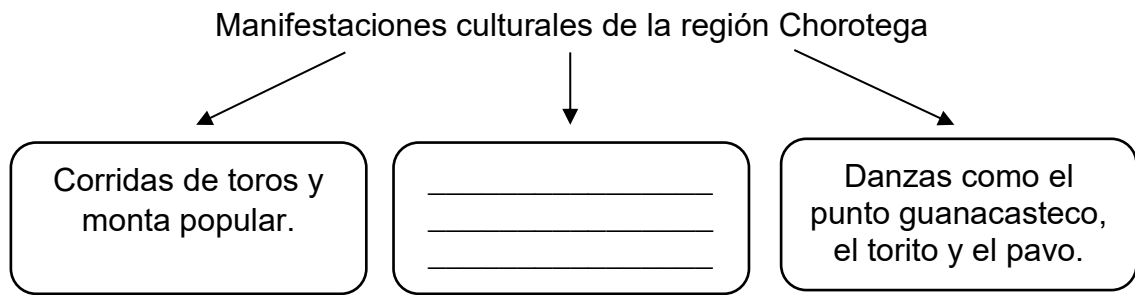 Manifestaciones culturales de la región Chorotega
Corridas de toros y
monta popular.
Danzas como el
punto guanacasteco,
el torito y el pavo.